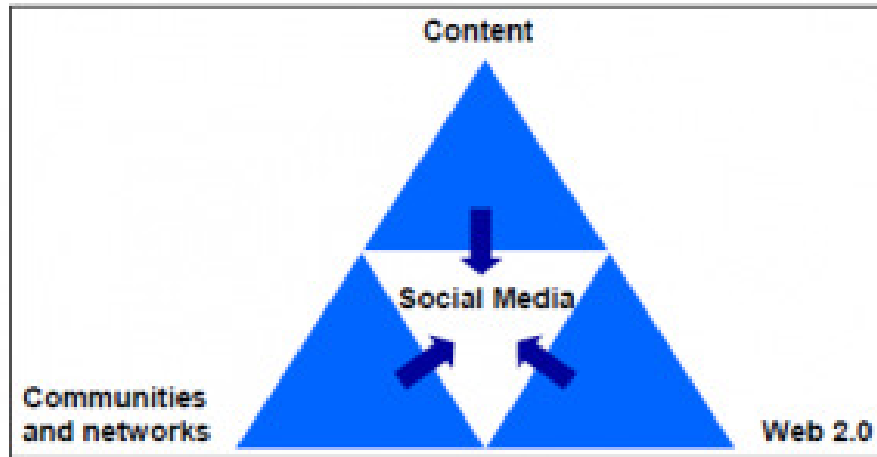 Content
Social Media
Communities
and networks
Web 2.0